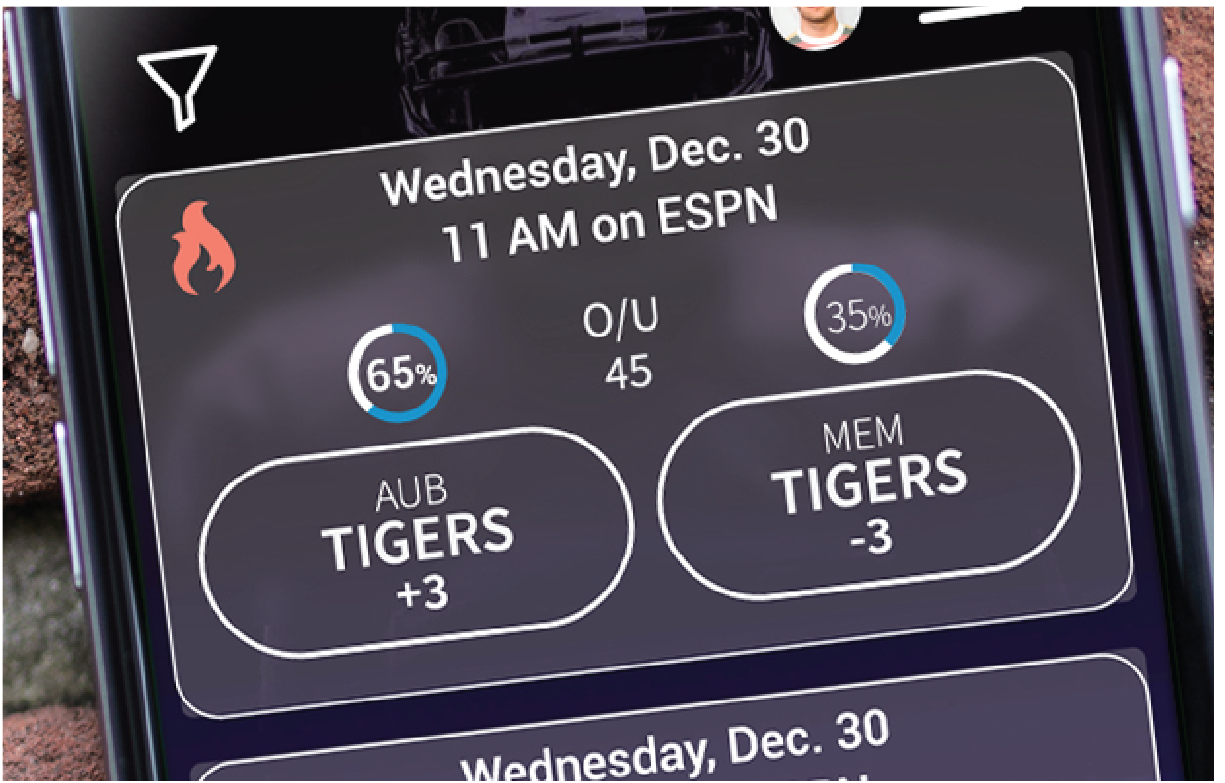 Wednesday, Dec. 30
11 AM on ESPN
65%
O/U
45
35%
AUB
TIGERS
+3
MEM
TIGERS
-3
Wednesday, Dec. 30